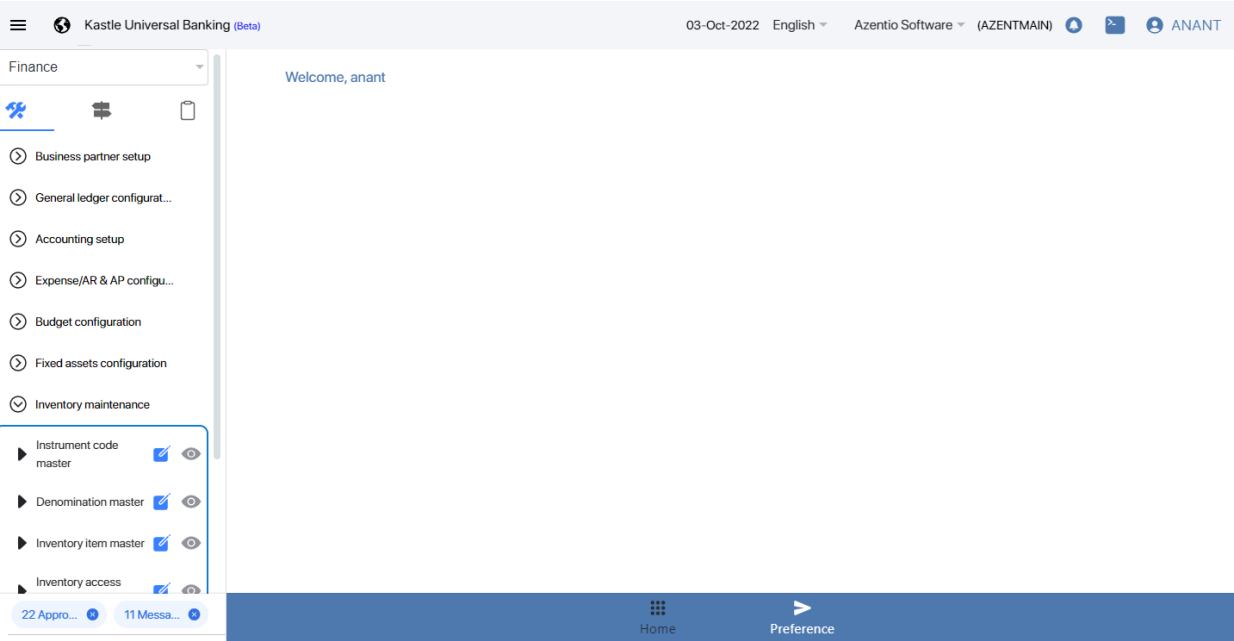 Kastle Universal Banking (Beta) 03-Oct-2022 English Azentio Software (AZENTMAIN) ANANT
Finance
Welcome, anant
Business partner setup
General ledger configurat...
Accounting setup
Expense/AR & AP configu...
Budget configuration
Fixed assets configuration
Inventory maintenance
Instrument code
master
Denomination master
Inventory item master
Inventory access
22 Appro... 11 Messa...
Home Preference